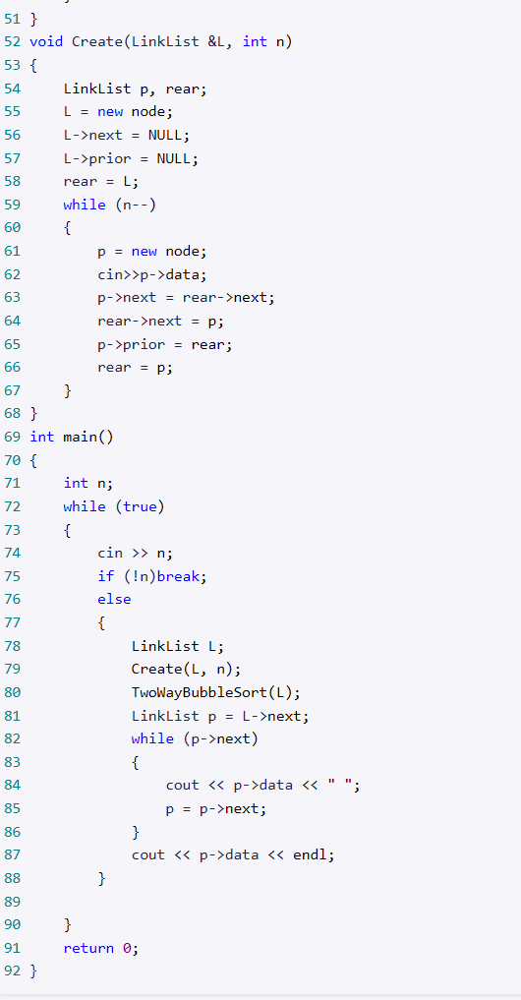 51 }
52 void Create(LinkList &L, int n)
53 {
54     LinkList p, rear;
55     L = new node;
56     L->next = NULL;
57     L->prior = NULL;
58     rear = L;
59     while (n--)
60     {
61         p = new node;
62         cin>>p->data;
63         p->next = rear->next;
64         rear->next = p;
65         p->prior = rear;
66         rear = p;
67     }
68 }
69 int main()
70 {
71     int n;
72     while (true)
73     {
74         cin >> n;
75         if (!n)break;
76         else
77         {
78             LinkList L;
79             Create(L, n);
80             TwoWayBubbleSort(L);
81             LinkList p = L->next;
82             while (p->next)
83             {
84                 cout << p->data << " ";
85                 p = p->next;
86             }
87             cout << p->data << endl;
88         }
89
90     }
91     return 0;
92 }